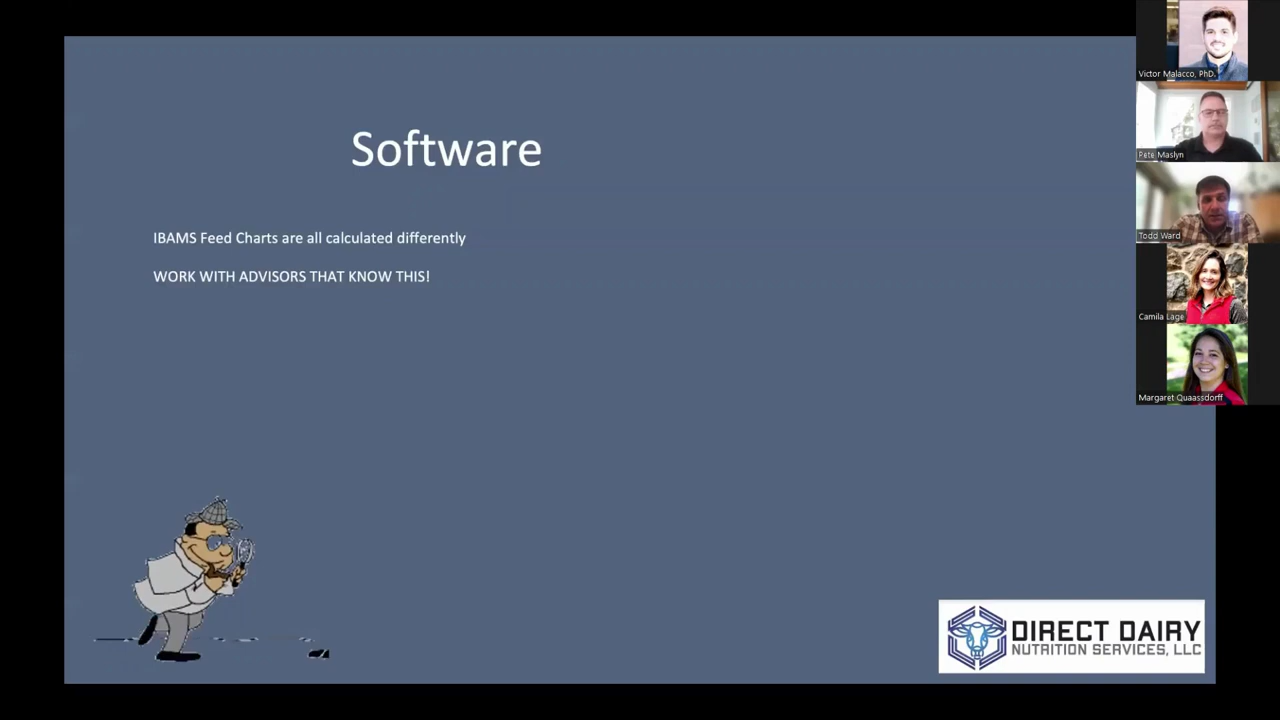 Software
IBAMS Feed Charts are all calculated differently
WORK WITH ADVISORS THAT KNOW THIS!
Victor Malacco, PhD.
Pete Maslyn
Todd Ward
Camila Lage
Margaret Quaassdorff
DIRECT DAIRY
NUTRITION SERVICES, LLC